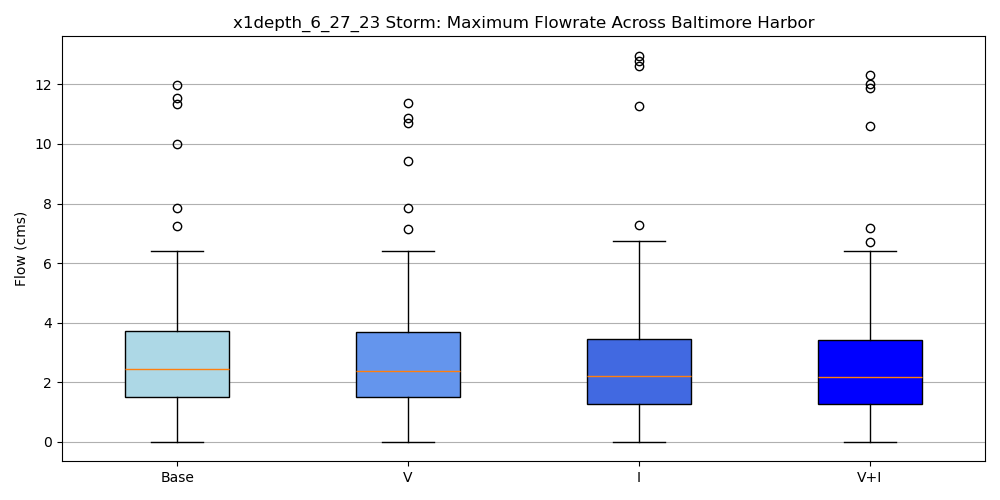 x1depth_6_27_23 Storm: Maximum Flowrate Across Baltimore Harbor
12
10
8
6
4
2
0
Flow (cms)
Base
V
I
V+I